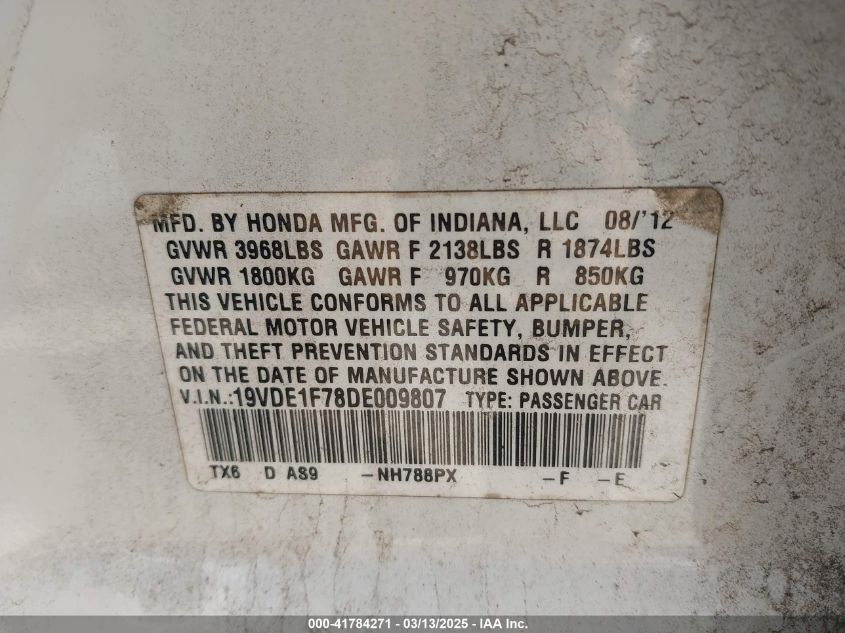 MFD. BY HONDA MFG. OF INDIANA, LLC 08/'12
GVWR 3968LBS GAWR F 2138LBS R 1874LBS
GVWR 1800KG GAWR F 970KG R 850KG
THIS VEHICLE CONFORMS TO ALL APPLICABLE
FEDERAL MOTOR VEHICLE SAFETY, BUMPER,
AND THEFT PREVENTION STANDARDS IN EFFECT
ON THE DATE OF MANUFACTURE SHOWN ABOVE.
V.I.N.:19VDE1F78DE009807 TYPE: PASSENGER CAR
TX6 D AS9 -NH788PX -F -E
000-41784271 - 03/13/2025 - IAA Inc.